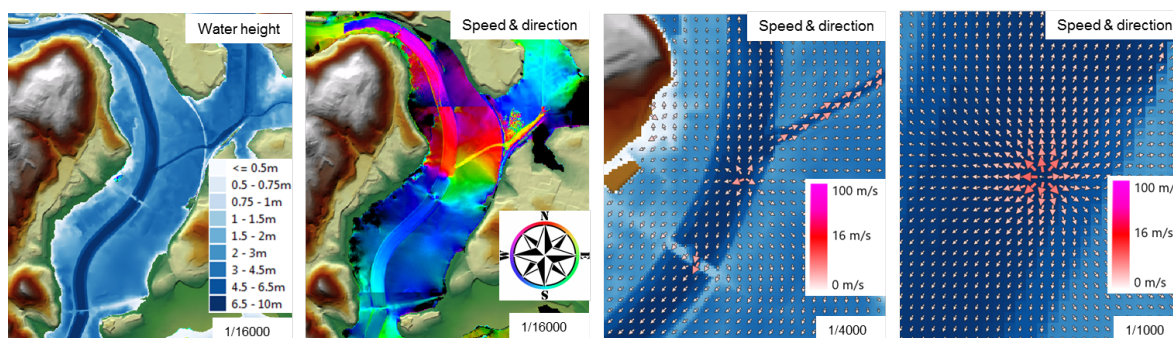 Water height
<= 0.5m
0.5 - 0.75m
0.75 - 1m
1 - 1.5m
1.5 - 2m
2 - 3m
3 - 4.5m
4.5 - 6.5m
6.5 - 10m
1/16000
Speed & direction
N
W
E
S
1/16000
Speed & direction
100 m/s
16 m/s
0 m/s
1/4000
Speed & direction
100 m/s
16 m/s
0 m/s
1/1000